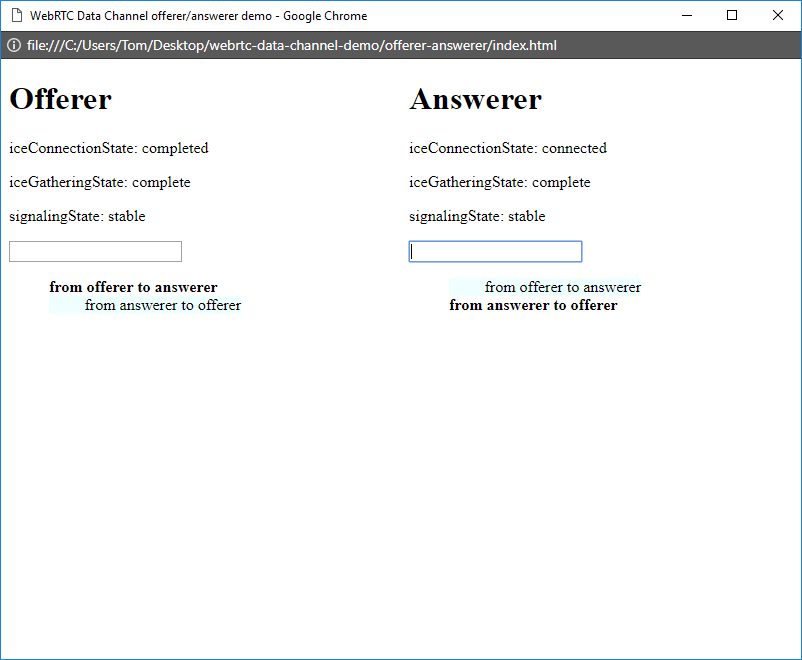 WebRTC Data Channel offerer/answerer demo - Google Chrome
file:///C:/Users/Tom/Desktop/webrtc-data-channel-demo/offerer-answerer/index.html
Offerer
iceConnectionState: completed
iceGatheringState: complete
signalingState: stable
from offerer to answerer
from answerer to offerer
Answerer
iceConnectionState: connected
iceGatheringState: complete
signalingState: stable
from offerer to answerer
from answerer to offerer